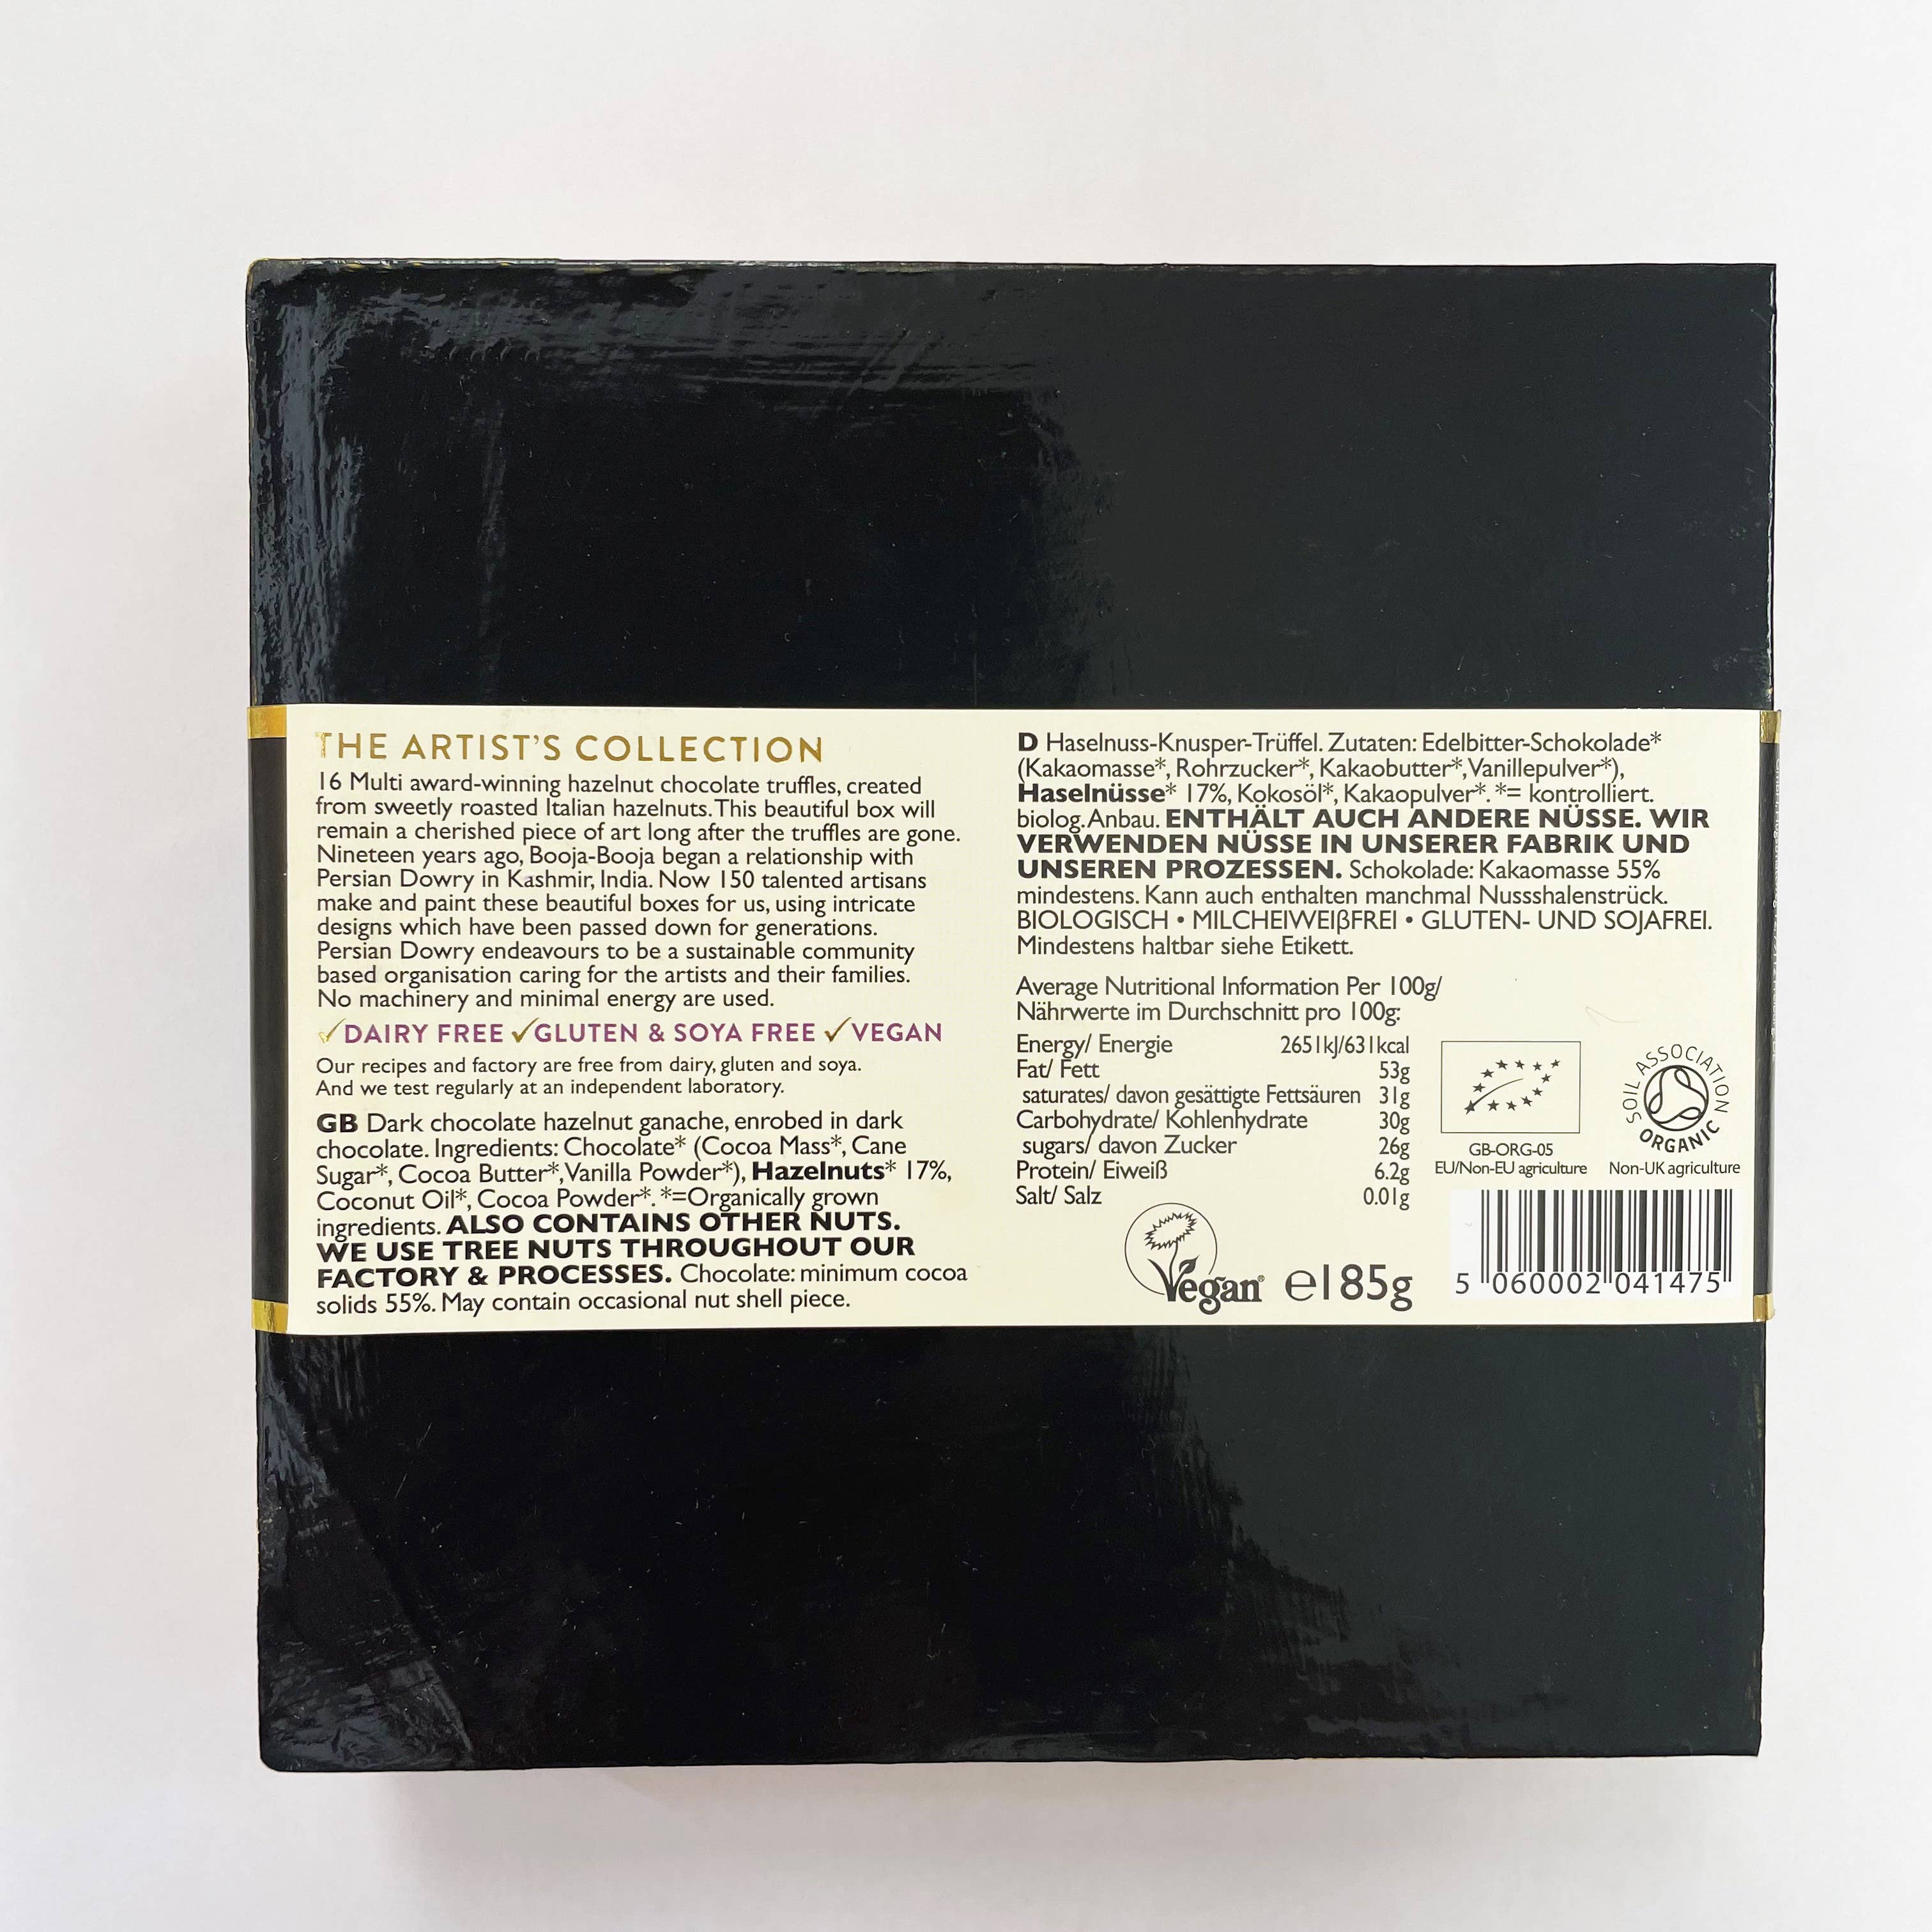 THE ARTIST'S COLLECTION
16 Multi award-winning hazelnut chocolate truffles, created
from sweetly roasted Italian hazelnuts. This beautiful box will
remain a cherished piece of art long after the truffles are gone.
Nineteen years ago, Booja-Booja began a relationship with
Persian Dowry in Kashmir, India. Now 150 talented artisans
make and paint these beautiful boxes for us, using intricate
designs which have been passed down for generations.
Persian Dowry endeavours to be a sustainable community
based organisation caring for the artists and their families.
No machinery and minimal energy are used.
✓DAIRY FREE ✓GLUTEN & SOYA FREE ✓VEGAN
Our recipes and factory are free from dairy, gluten and soya.
And we test regularly at an independent laboratory.
GB Dark chocolate hazelnut ganache, enrobed in dark
chocolate. Ingredients: Chocolate* (Cocoa Mass*, Cane
Sugar*, Cocoa Butter*, Vanilla Powder*), Hazelnuts* 17%,
Coconut Oil*, Cocoa Powder*. *=Organically grown
ingredients. ALSO CONTAINS OTHER NUTS.
WE USE TREE NUTS THROUGHOUT OUR
FACTORY & PROCESSES. Chocolate: minimum cocoa
solids 55%. May contain occasional nut shell piece.
D Haselnuss-Knusper-Trüffel. Zutaten: Edelbitter-Schokolade*
(Kakaomasse*, Rohrzucker*, Kakaobutter*, Vanillepulver*),
Haselnüsse* 17%, Kokosöl*, Kakaopulver*. *= kontrolliert.
biolog. Anbau. ENTHÄLT AUCH ANDERE NÜSSE. WIR
VERWENDEN NÜSSE IN UNSERER FABRIK UND
UNSEREN PROZESSEN. Schokolade: Kakaomasse 55%
mindestens. Kann auch enthalten manchmal Nussshalenstrück.
BIOLOGISCH • MILCHEIWEIßFREI • GLUTEN- UND SOJAFREI.
Mindestens haltbar siehe Etikett.
Average Nutritional Information Per 100g/
Nährwerte im Durchschnitt pro 100g:
Energy/ Energie 2651kJ/631kcal
Fat/ Fett 53g
saturates/ davon gesättigte Fettsäuren 31g
Carbohydrate/ Kohlenhydrate 30g
sugars/ davon Zucker 26g
Protein/ Eiweiß 6.2g
Salt/ Salz 0.01g
Vegan e185g
GB-ORG-05
EU/Non-EU agriculture
SOIL ASSOCIATION
ORGANIC
Non-UK agriculture
5 060002 041475